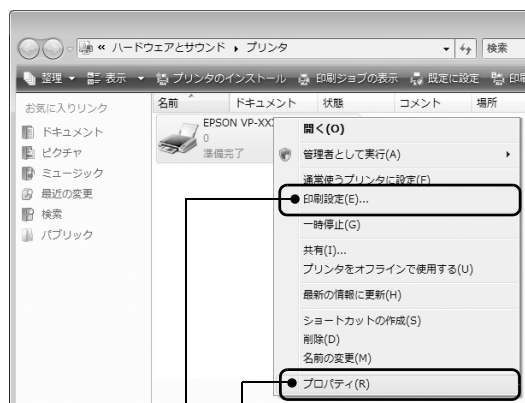 « ハードウェアとサウンド ▸ プリンタ
検索
整理 表示 プリンタのインストール 印刷ジョブの表示 既定に設定 印刷
お気に入りリンク
ドキュメント
ピクチャ
ミュージック
最近の変更
検索
パブリック
名前 ドキュメント 状態 コメント 場所
EPSON VP-XX
0
準備完了
開く(O)
管理者として実行(A)
通常使うプリンタに設定(F)
印刷設定(E)...
一時停止(G)
共有(I)...
プリンタをオフラインで使用する(U)
最新の情報に更新(H)
ショートカットの作成(S)
削除(D)
名前の変更(M)
プロパティ(R)